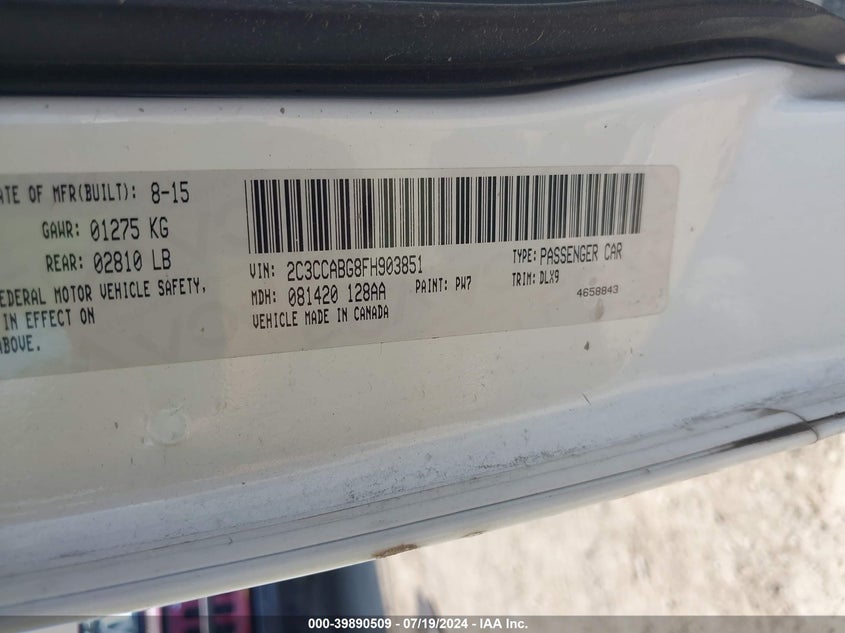 ATE OF MFR(BUILT): 8-15
GAWR: 01275 KG
REAR: 02810 LB
FEDERAL MOTOR VEHICLE SAFETY,
IN EFFECT ON
ABOVE.
VIN: 2C3CCABG8FH903851 TYPE: PASSENGER CAR
MDH: 081420 128AA PAINT: PW7 TRIM: DLX9
VEHICLE MADE IN CANADA 4658843
000-39890509 - 07/19/2024 - IAA Inc.